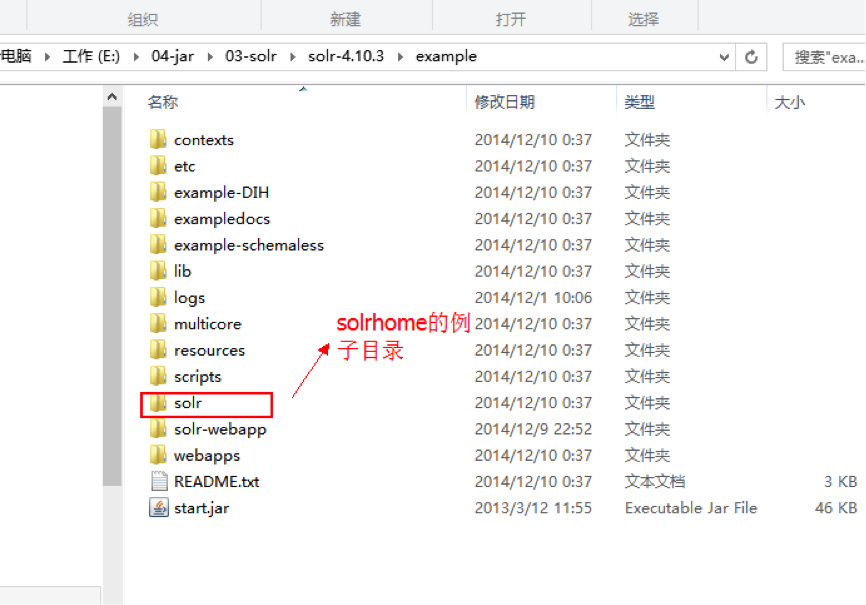 组织 新建 打开 选择
电脑 工作 (E:) 04-jar 03-solr solr-4.10.3 example 搜索"exa...
名称 修改日期 类型 大小
contexts 2014/12/10 0:37 文件夹
etc 2014/12/10 0:37 文件夹
example-DIH 2014/12/10 0:37 文件夹
exampledocs 2014/12/10 0:37 文件夹
example-schemaless 2014/12/10 0:37 文件夹
lib 2014/12/10 0:37 文件夹
logs 2014/12/1 10:06 文件夹
multicore 2014/12/10 0:37 文件夹
solrhome的例
子目录
resources 2014/12/10 0:37 文件夹
scripts 2014/12/10 0:37 文件夹
solr 2014/12/10 0:37 文件夹
solr-webapp 2014/12/9 22:52 文件夹
webapps 2014/12/10 0:37 文件夹
README.txt 2014/12/10 0:37 文本文档 3 KB
start.jar 2013/3/12 11:55 Executable Jar File 46 KB